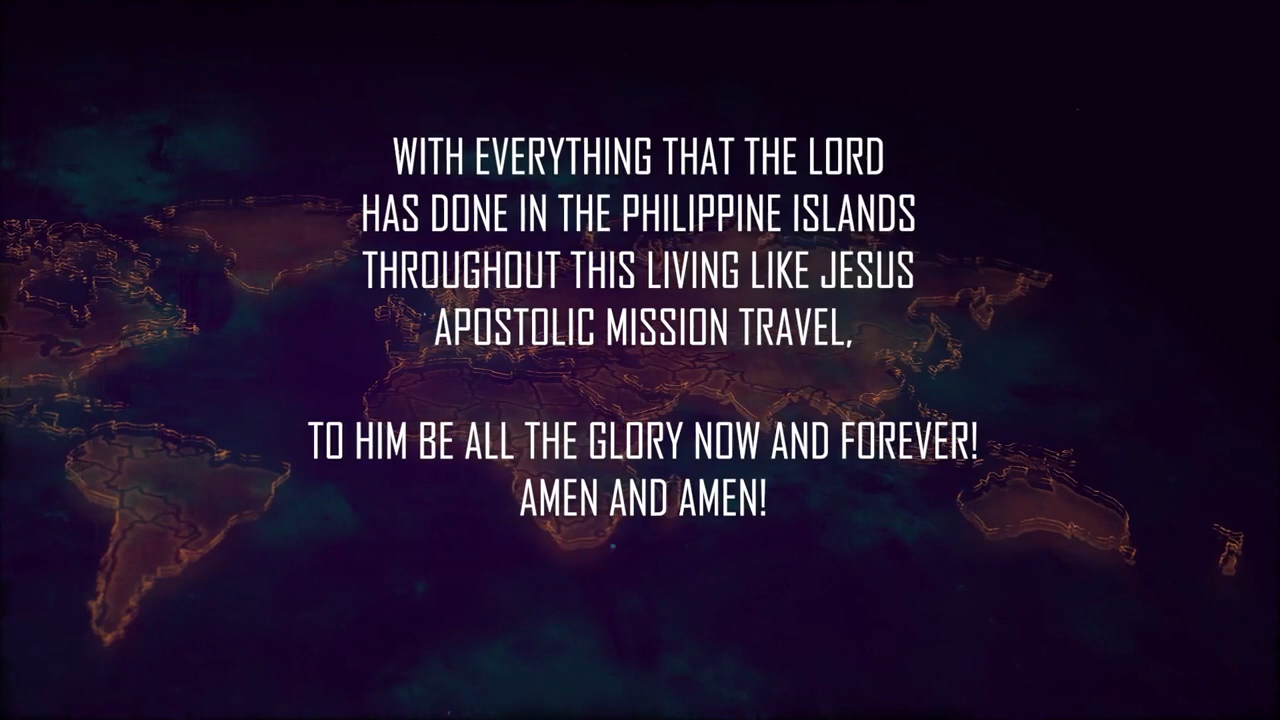 WITH EVERYTHING THAT THE LORD
HAS DONE IN THE PHILIPPINE ISLANDS
THROUGHOUT THIS LIVING LIKE JESUS
APOSTOLIC MISSION TRAVEL,
TO HIM BE ALL THE GLORY NOW AND FOREVER!
AMEN AND AMEN!